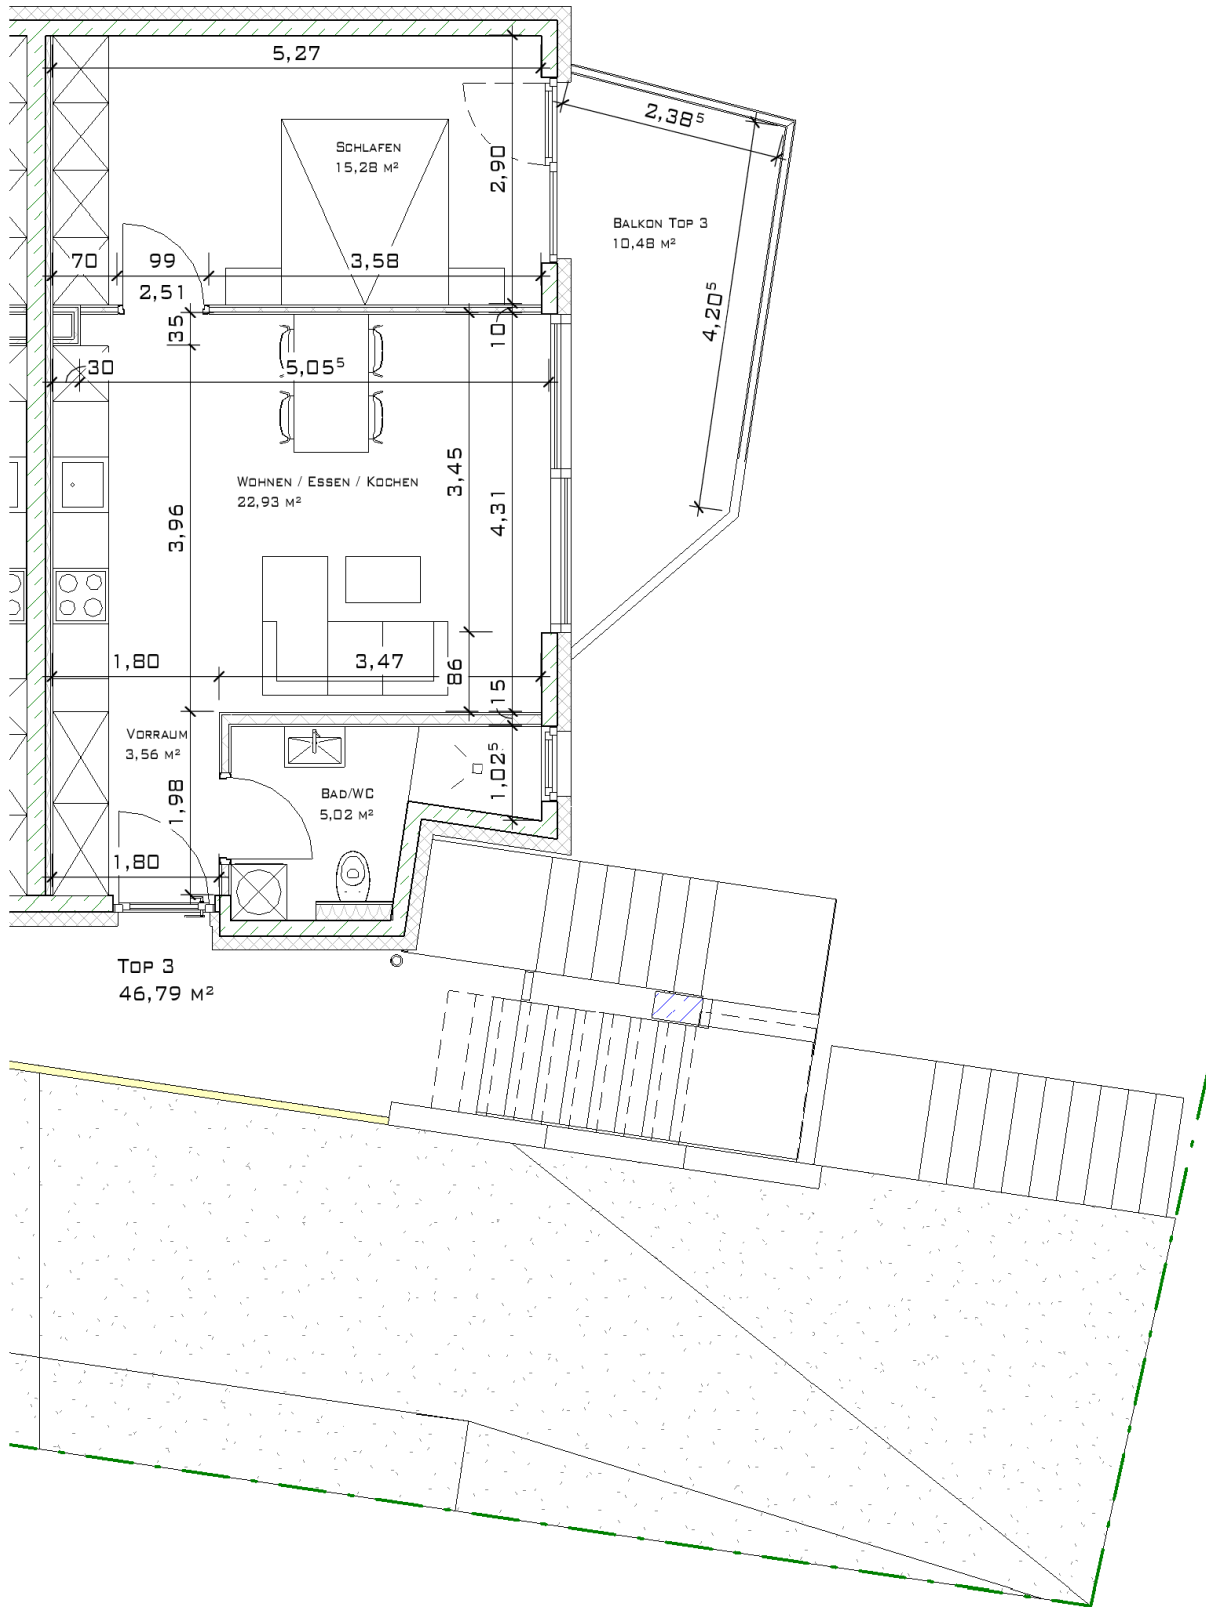 5,27
2,38⁵
SCHLAFEN
15,28 M²
2,90
BALKON TOP 3
10,48 M²
70
99
3,58
2,51
4,20⁵
35
10
30
5,05⁵
WOHNEN / ESSEN / KOCHEN
22,93 M²
3,45
4,31
3,96
1,80
3,47
86
15
VORRAUM
3,56 M²
1,02⁵
BAD/WC
5,02 M²
1,98
1,80
TOP 3
46,79 M²